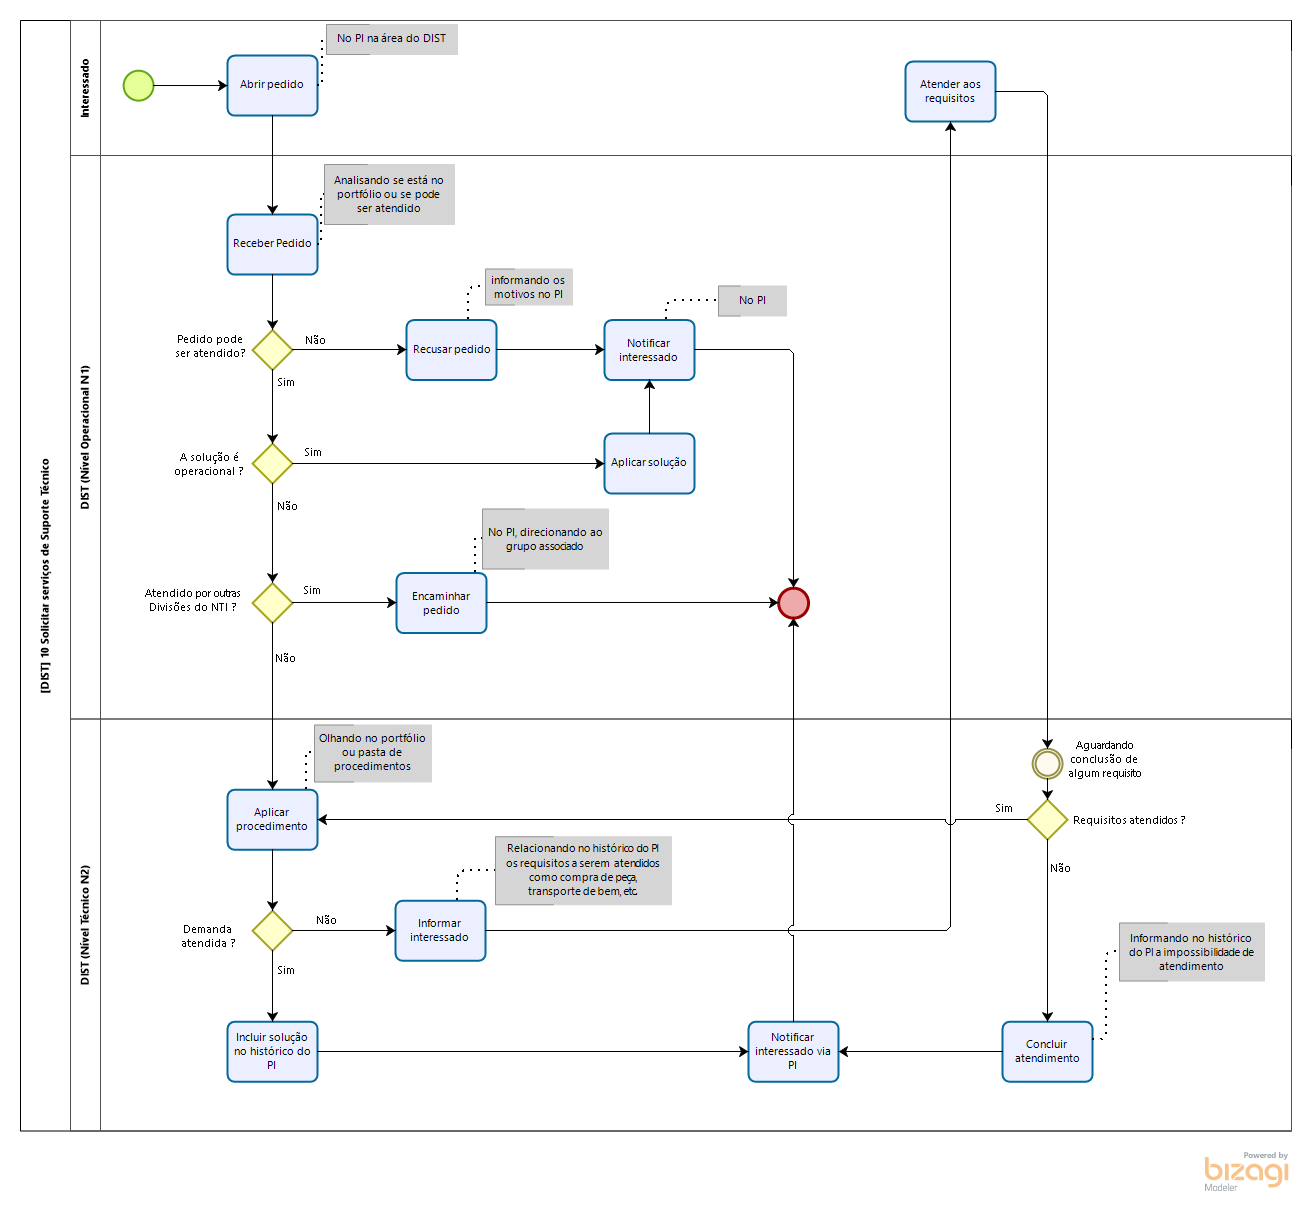 [DIST] 10 Solicitar serviços de Suporte Técnico
Interessado
No PI na área do DIST
Abrir pedido
Atender aos
requisitos
DIST (Nível Operacional N1)
Analisando se está no
portfólio ou se pode
ser atendido
Receber Pedido
informando os
motivos no PI
No PI
Pedido pode
ser atendido?
Não
Recusar pedido
Notificar
interessado
Sim
A solução é
operacional ?
Sim
Aplicar solução
Não
No PI, direcionando ao
grupo associado
Atendido por outras
Divisões do NTI ?
Sim
Encaminhar
pedido
Não
DIST (Nível Técnico N2)
Olhando no portfólio
ou pasta de
procedimentos
Aguardando
conclusão de
algum requisito
Aplicar
procedimento
Sim
Requisitos atendidos ?
Relacionando no histórico do PI
os requisitos a serem atendidos
como compra de peça,
transporte de bem, etc.
Não
Demanda
atendida ?
Não
Informar
interessado
Sim
Informando no histórico
do PI a impossibilidade de
atendimento
Incluir solução
no histórico do
PI
Notificar
interessado via
PI
Concluir
atendimento
Powered by
bizagi
Modeler